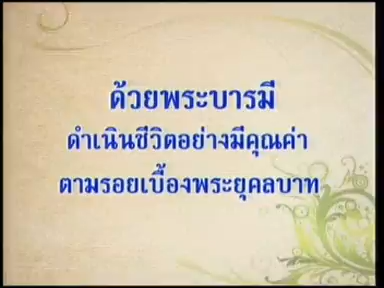 ด้วยพระบารมี
ดำเนินชีวิตอย่างมีคุณค่า
ตามรอยเบื้องพระยุคลบาท